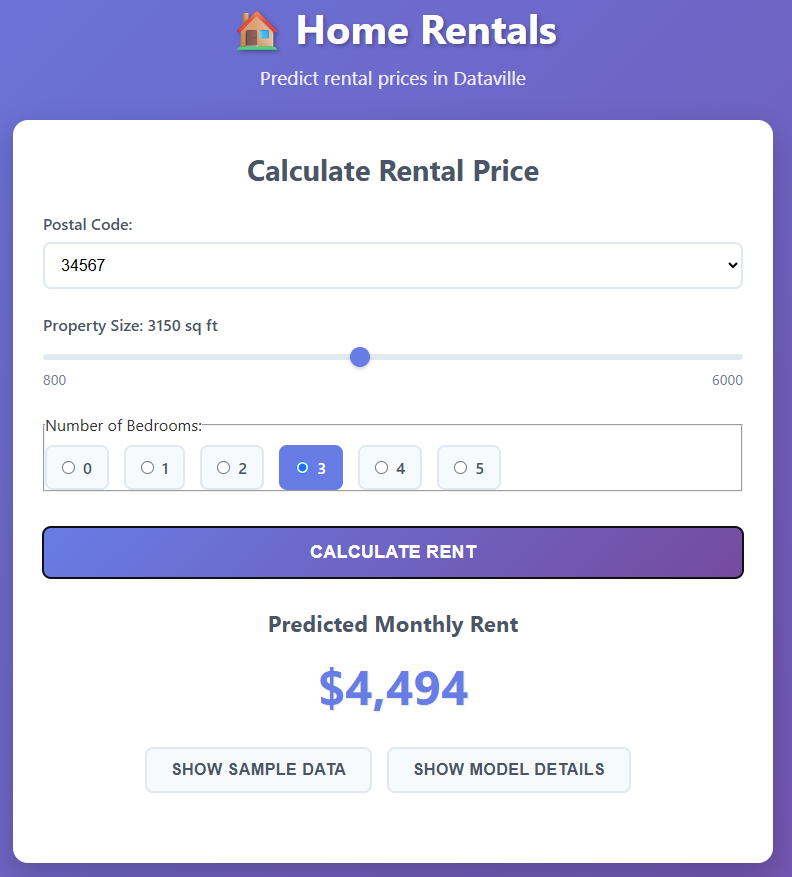 Home Rentals
Predict rental prices in Dataville
Calculate Rental Price
Postal Code:
34567
Property Size: 3150 sq ft
800 6000
Number of Bedrooms:
0 1 2 3 4 5
CALCULATE RENT
Predicted Monthly Rent
$4,494
SHOW SAMPLE DATA SHOW MODEL DETAILS